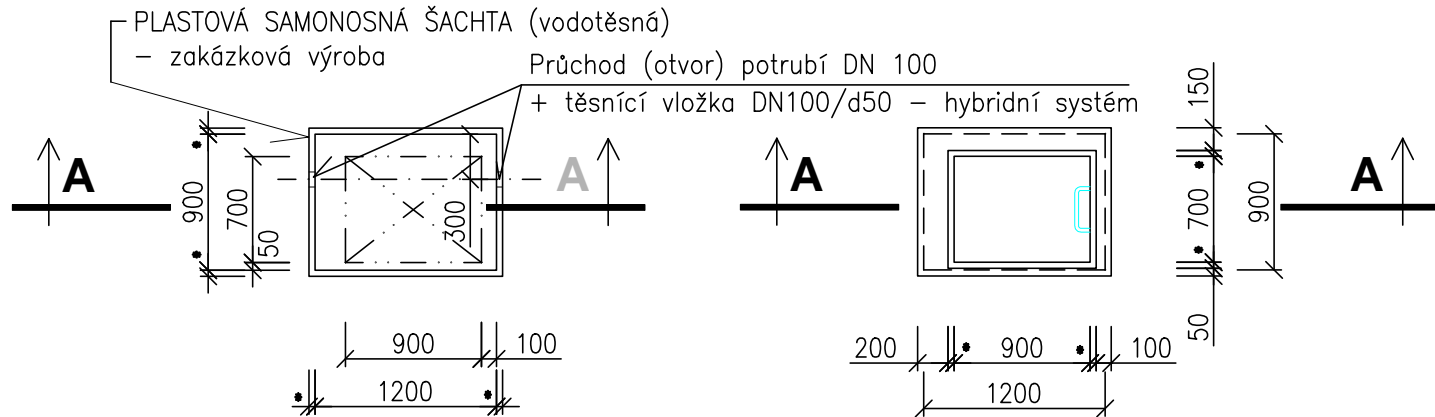 PLASTOVÁ SAMONOSNÁ ŠACHTA (vodotěsná)
– zakázková výroba
Průchod (otvor) potrubí DN 100
+ těsnící vložka DN100/d50 – hybridní systém
A
A
A
A
900
700
50
300
900
100
1200
150
700
900
50
200
900
100
1200